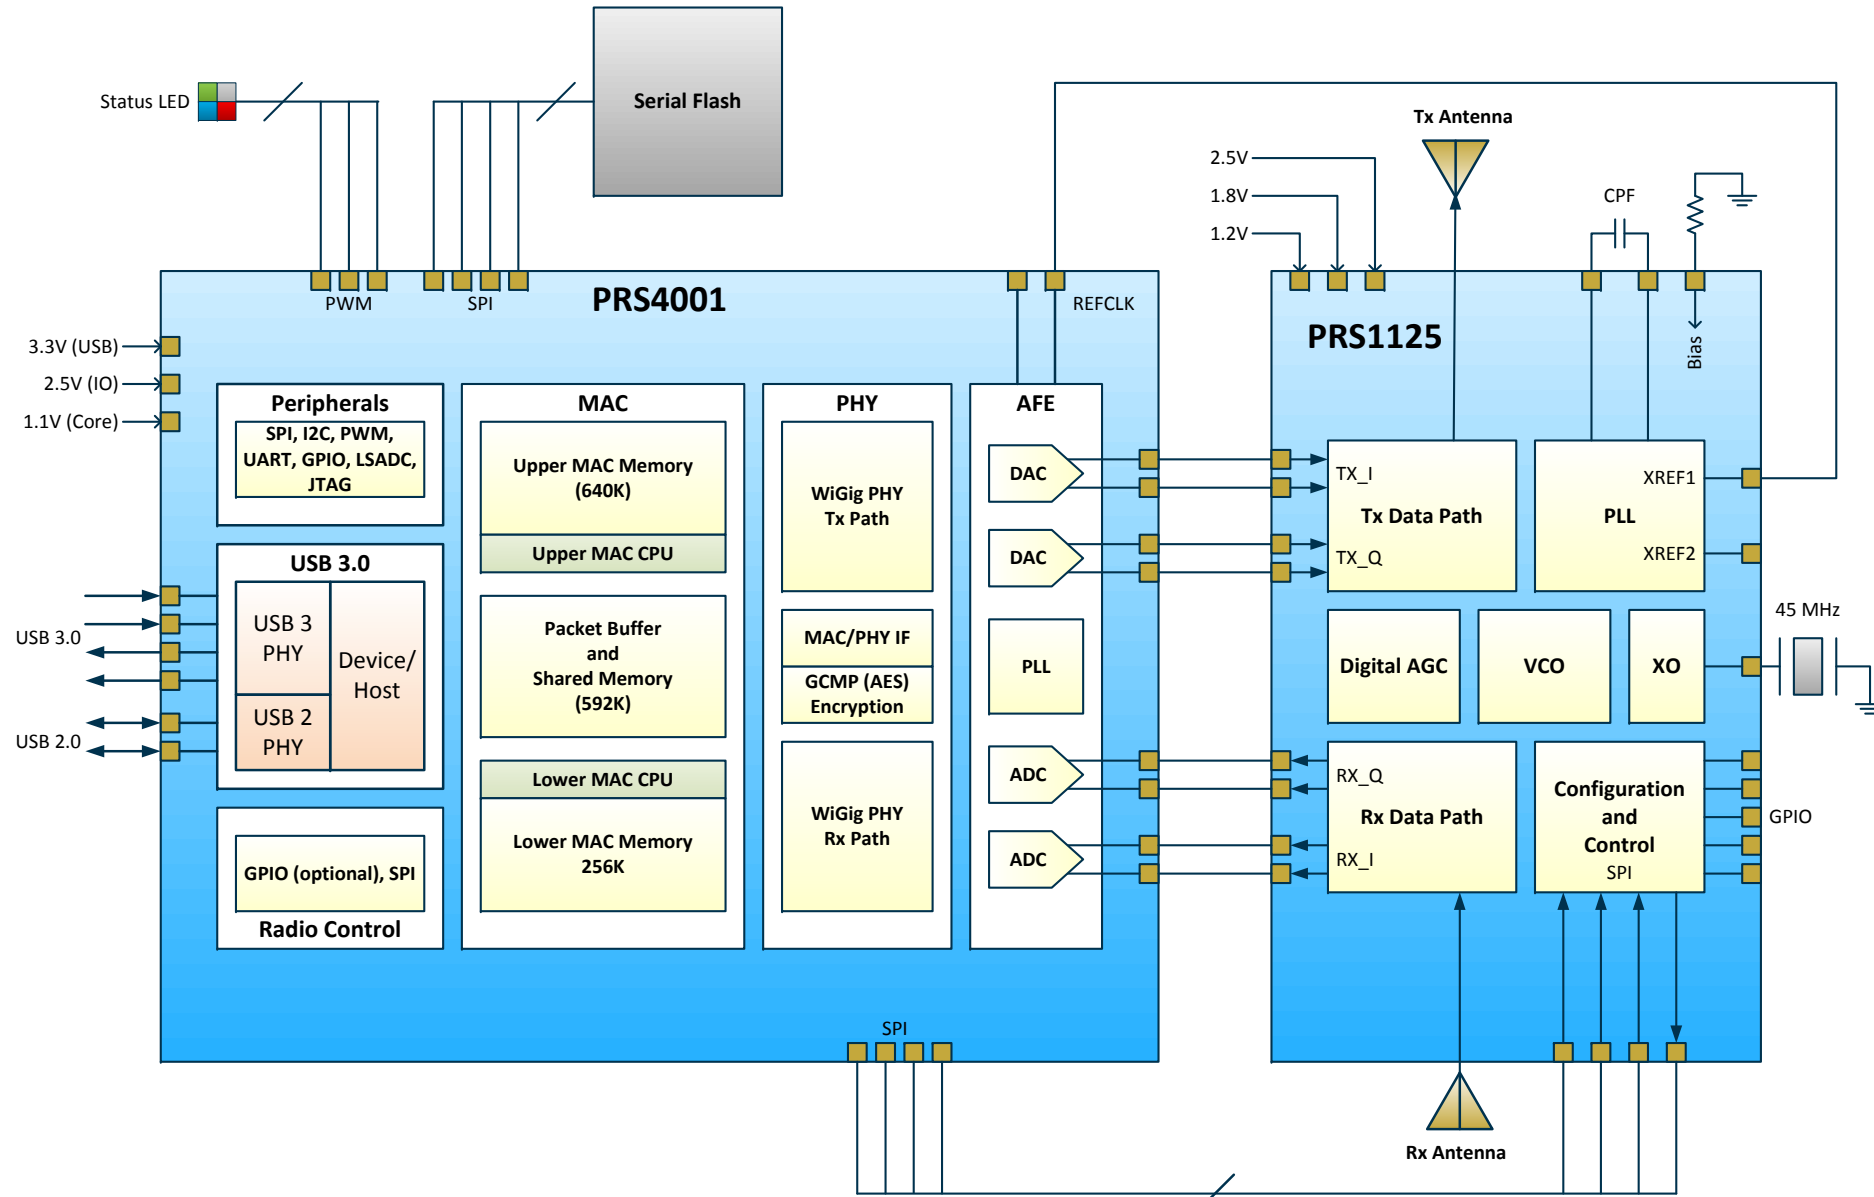 Status LED
Serial Flash
Tx Antenna
2.5V
1.8V
1.2V
CPF
PWM
SPI
PRS4001
REFCLK
PRS1125
Bias
3.3V (USB)
2.5V (IO)
1.1V (Core)
Peripherals
SPI, I2C, PWM,
UART, GPIO, LSADC,
JTAG
USB 3.0
USB 3
PHY
Device/
Host
USB 2
PHY
USB 3.0
USB 2.0
GPIO (optional), SPI
Radio Control
MAC
Upper MAC Memory
(640K)
Upper MAC CPU
Packet Buffer
and
Shared Memory
(592K)
Lower MAC CPU
Lower MAC Memory
256K
PHY
WiGig PHY
Tx Path
MAC/PHY IF
GCMP (AES)
Encryption
WiGig PHY
Rx Path
AFE
DAC
DAC
PLL
ADC
ADC
TX_I
Tx Data Path
TX_Q
XREF1
PLL
XREF2
45 MHz
Digital AGC
VCO
XO
RX_Q
Rx Data Path
RX_I
Configuration
and
Control
SPI
GPIO
SPI
Rx Antenna